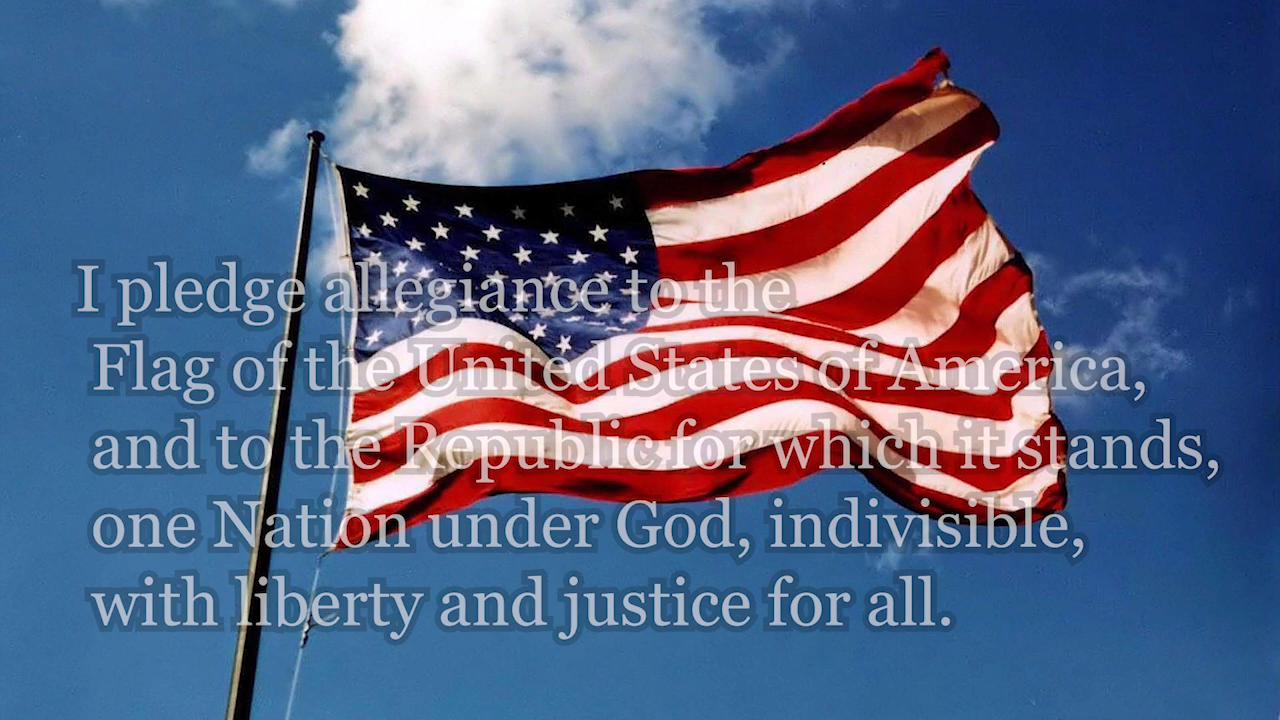 I pledge allegiance to the
Flag of the United States of America,
and to the Republic for which it stands,
one Nation under God, indivisible,
with liberty and justice for all.